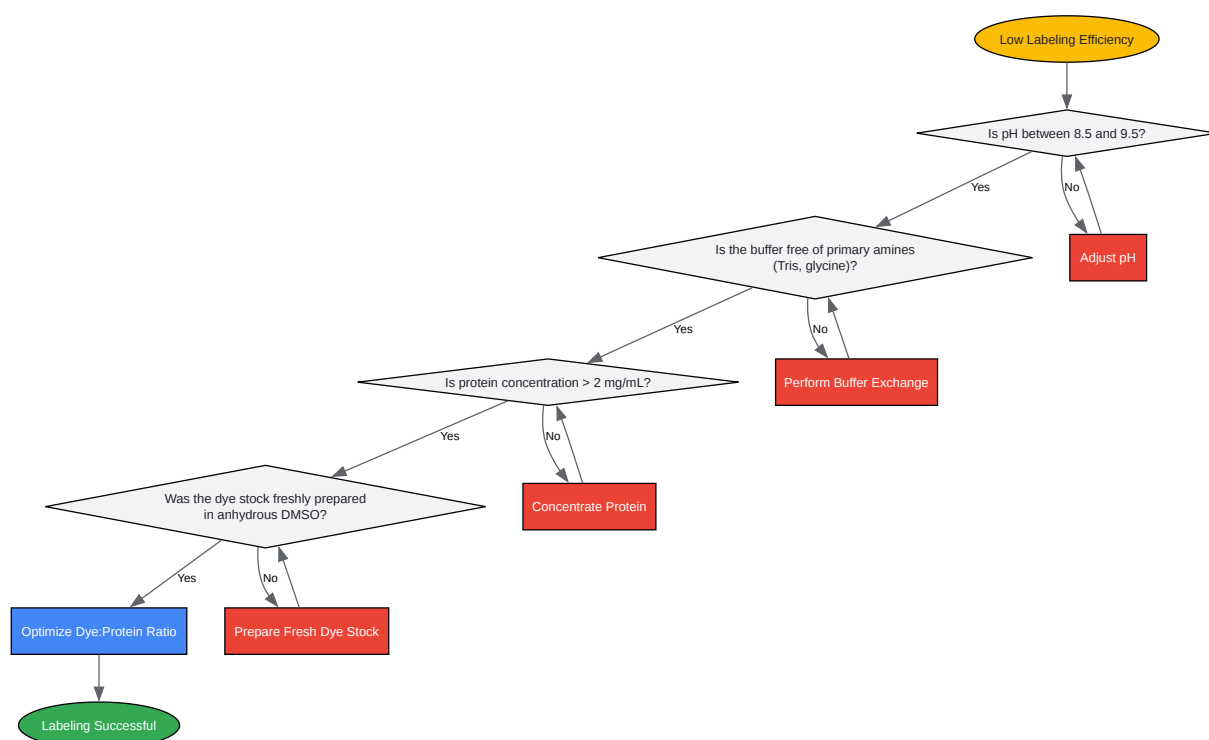 Low Labeling Efficiency
Is pH between 8.5 and 9.5?
Yes
No
Adjust pH
Is the buffer free of primary amines
(Tris, glycine)?
Yes
No
Perform Buffer Exchange
Is protein concentration > 2 mg/mL?
Yes
No
Concentrate Protein
Was the dye stock freshly prepared
in anhydrous DMSO?
Yes
No
Optimize Dye:Protein Ratio
Prepare Fresh Dye Stock
Labeling Successful